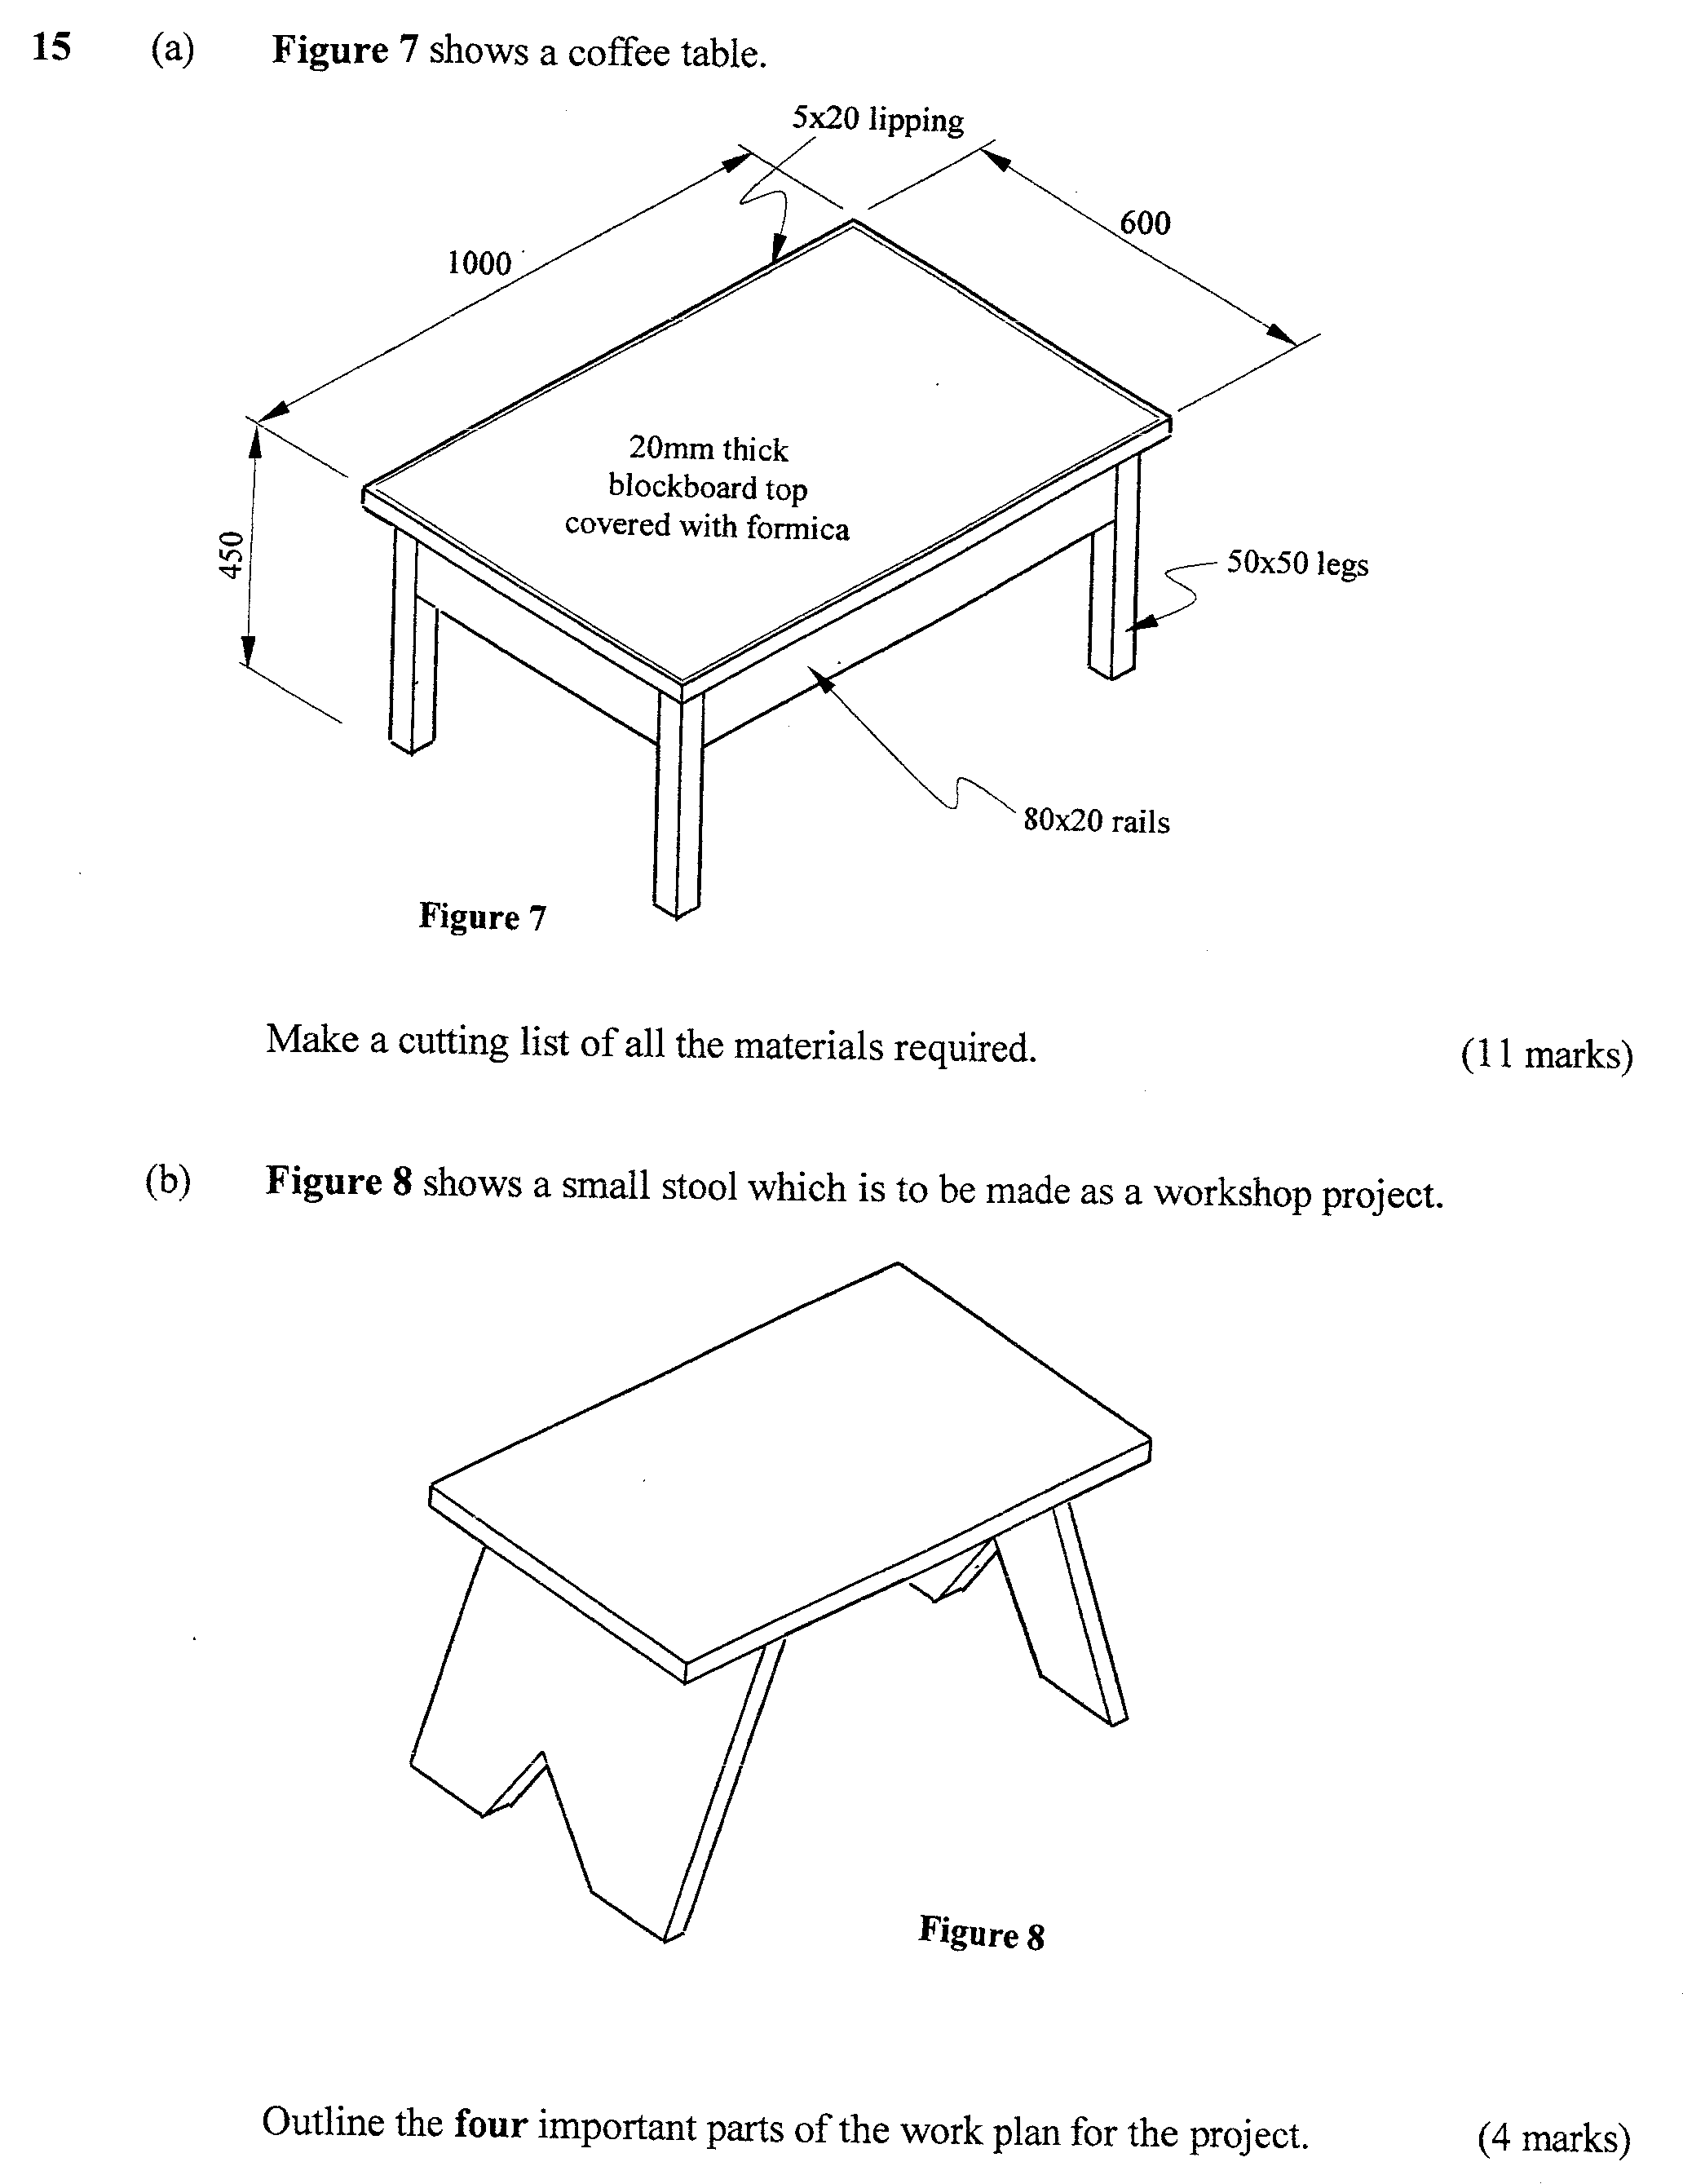 15 (a) Figure 7 shows a coffee table.
5x20 lipping
600
1000
20mm thick
blockboard top
covered with formica
450
50x50 legs
80x20 rails
Figure 7
Make a cutting list of all the materials required. (11 marks)
(b) Figure 8 shows a small stool which is to be made as a workshop project.
Figure 8
Outline the four important parts of the work plan for the project. (4 marks)